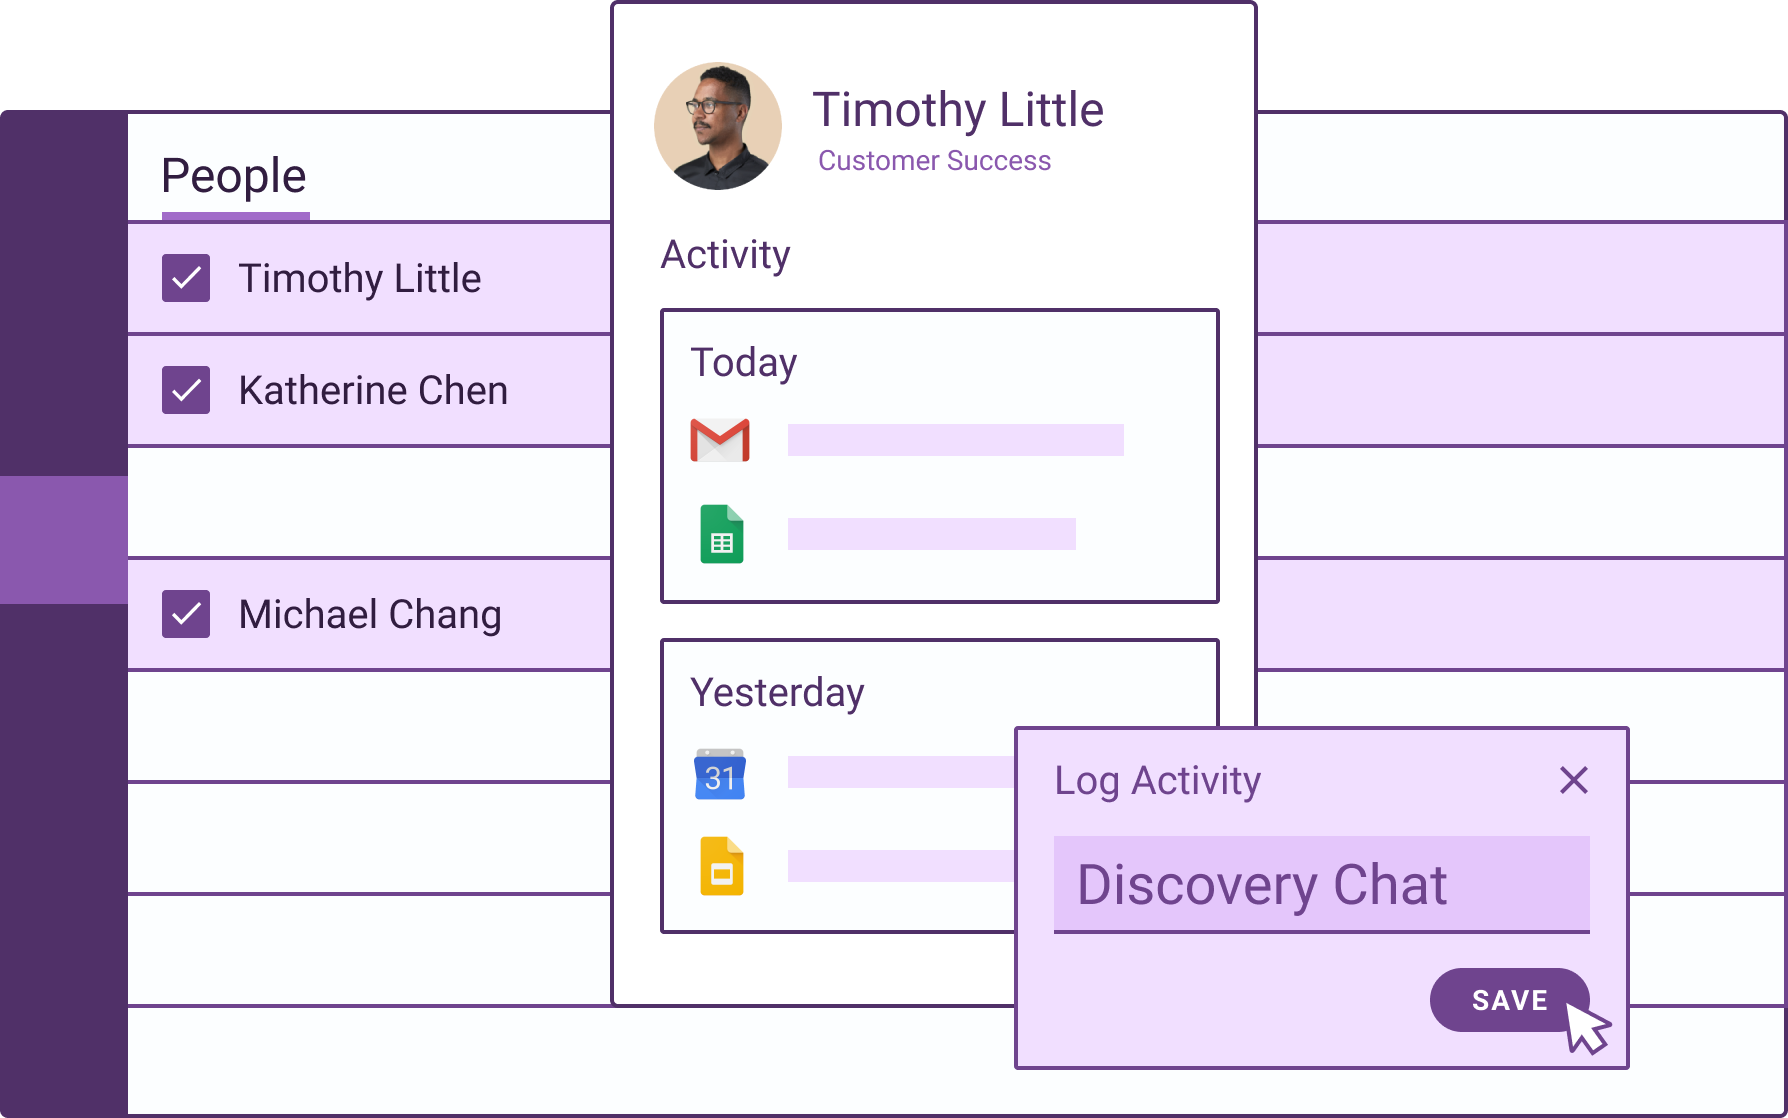 People
Timothy Little
Katherine Chen
Michael Chang
Timothy Little
Customer Success
Activity
Today
Yesterday
31
Log Activity
Discovery Chat
SAVE